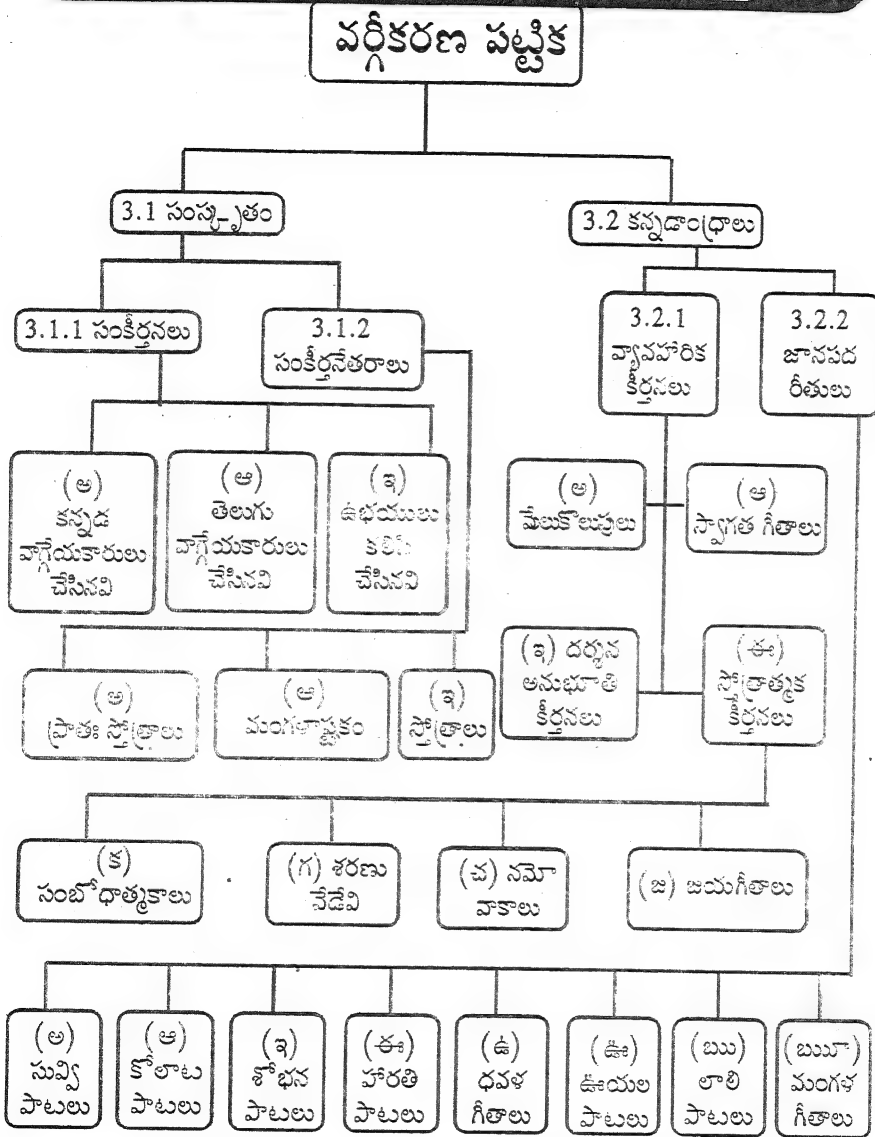 వర్గీకరణ పట్టిక
3.1 సంస్కృతం
3.2 కన్నడాంధ్రాలు
3.1.1 సంకీర్తనలు
3.1.2
సంకీర్తనేతరాలు
3.2.1
వ్యావహారిక
కీర్తనలు
3.2.2
జానపద
రీతులు
(అ)
కన్నడ
వాగ్గేయకారులు
చేసినవి
(ఆ)
తెలుగు
వాగ్గేయకారులు
చేసినవి
(ఇ)
ఉభయులు
కలిసి
చేసినవి
(అ)
మేలుకొలుపులు
(ఆ)
స్వాగత గీతాలు
(అ)
ప్రాతః స్తోత్రాలు
(ఆ)
మంగళాష్టకం
(ఇ)
స్తోత్రాలు
(ఇ) దర్శన
అనుభూతి
కీర్తనలు
(ఈ)
స్తోత్రాత్మక
కీర్తనలు
(క)
సంబోధాత్మకాలు
(గ) శరణు
వేడేవి
(చ) నమో
వాకాలు
(జ) జయగీతాలు
(అ)
సువ్వి
పాటలు
(ఆ)
కోలాట
పాటలు
(ఇ)
శోభన
పాటలు
(ఈ)
హారతి
పాటలు
(ఉ)
ధవళ
గీతాలు
(ఊ)
ఊయల
పాటలు
(ఋ)
లాలి
పాటలు
(ౠ)
మంగళ
గీతాలు